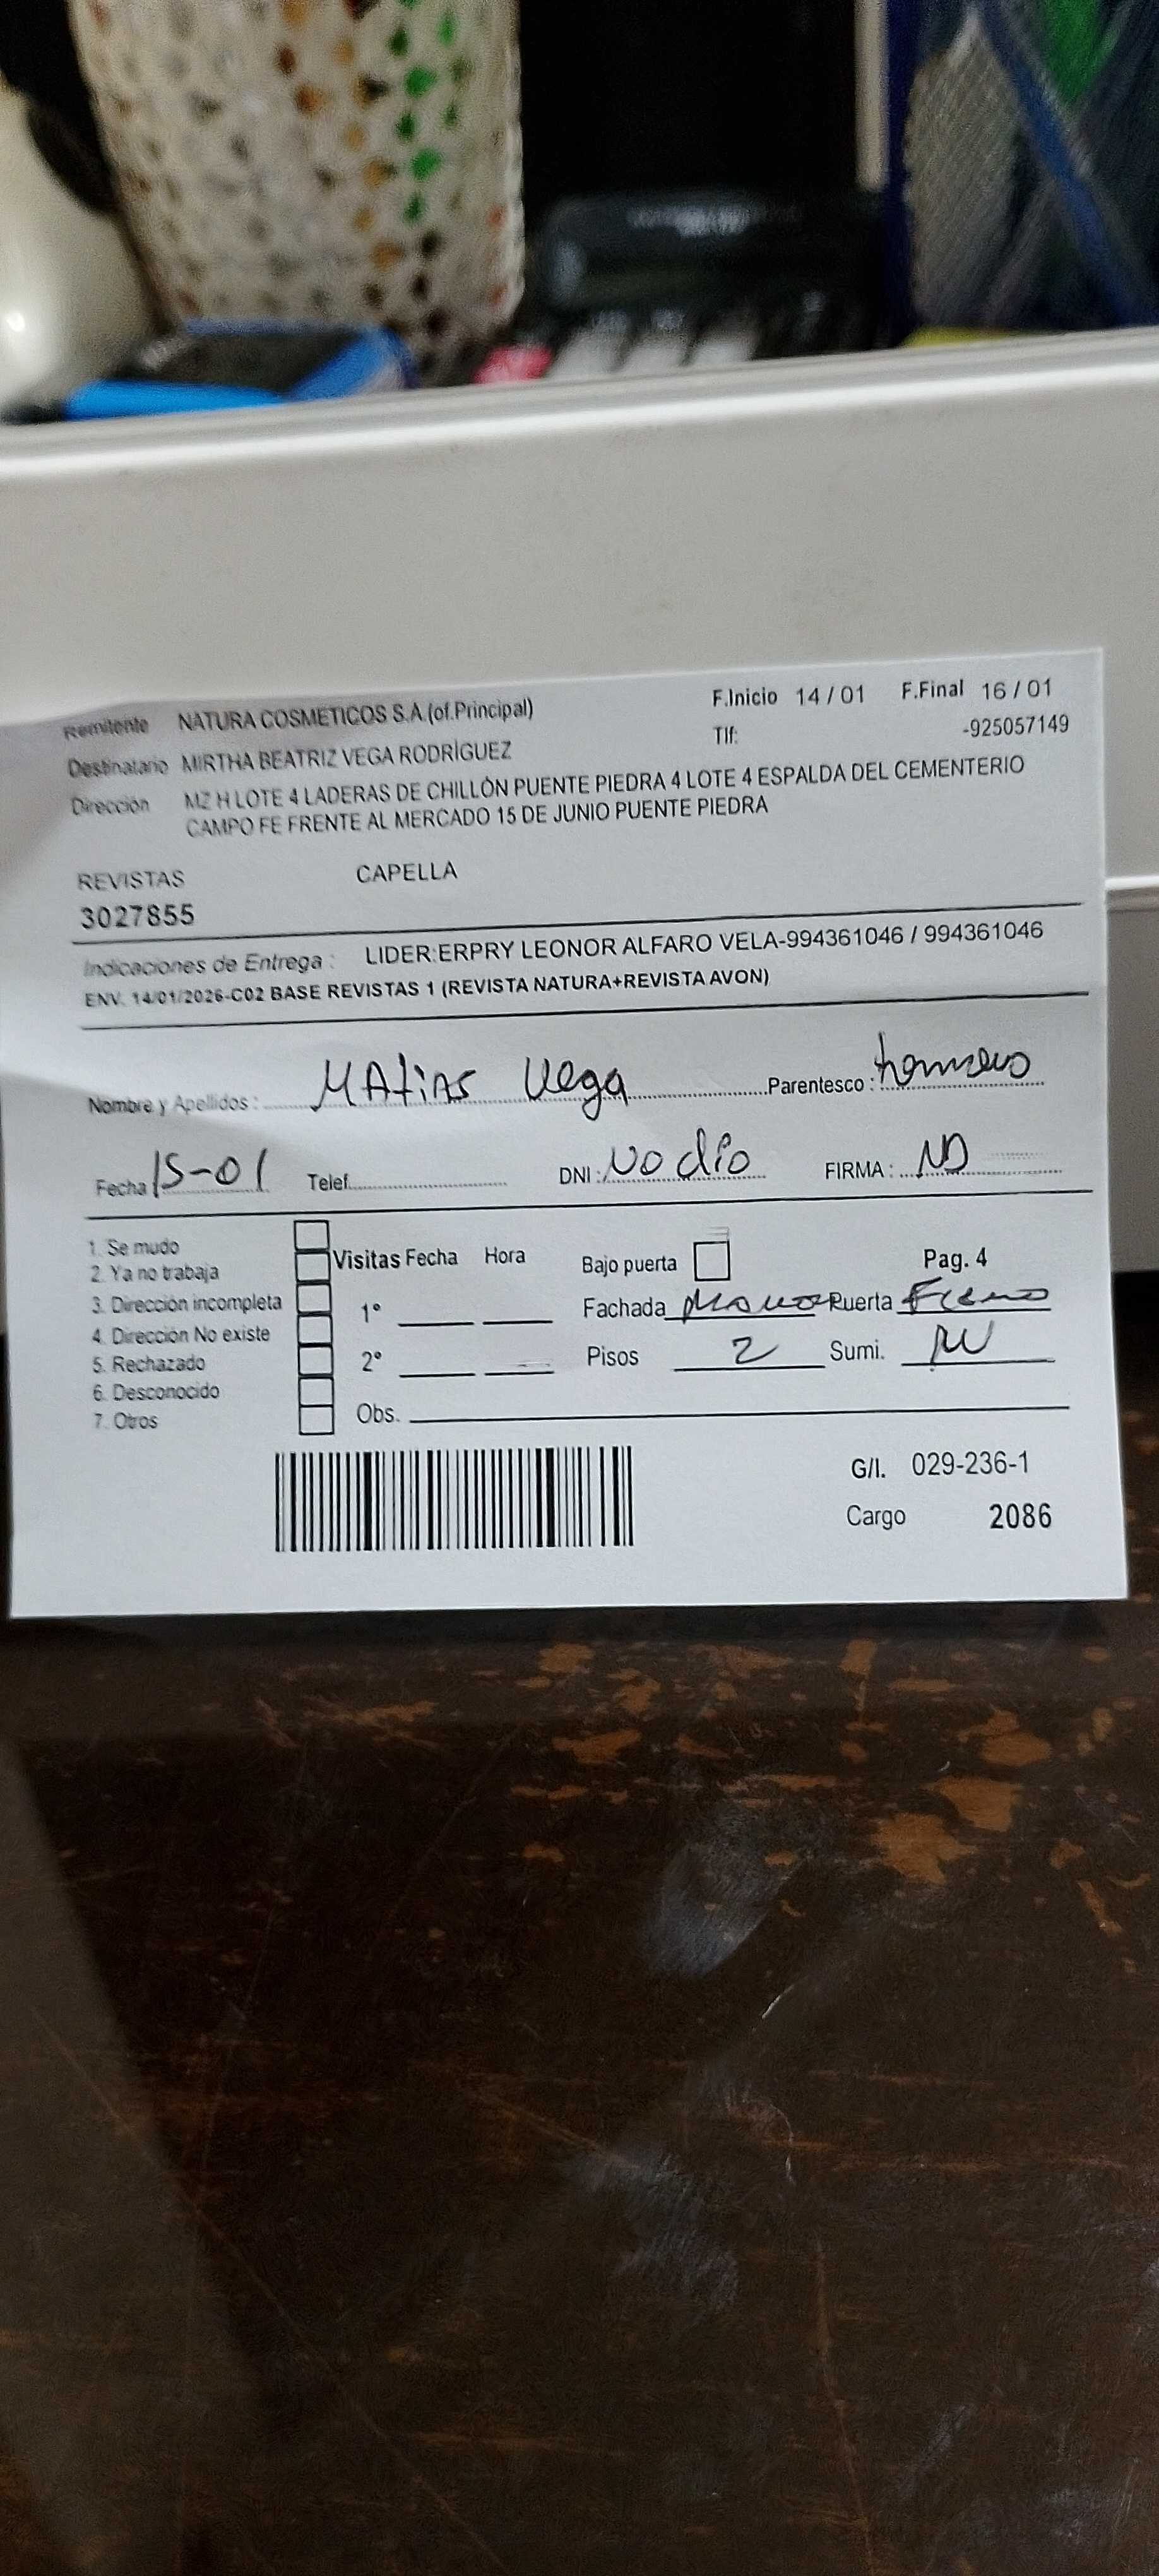 Remitente NATURA COSMETICOS S.A.(of.Principal) F.Inicio 14 / 01 F.Final 16 / 01
Destinatario MIRTHA BEATRIZ VEGA RODRÍGUEZ Tlf: -925057149
Dirección MZ H LOTE 4 LADERAS DE CHILLÓN PUENTE PIEDRA 4 LOTE 4 ESPALDA DEL CEMENTERIO
CAMPO FE FRENTE AL MERCADO 15 DE JUNIO PUENTE PIEDRA
REVISTAS CAPELLA
3027855
Indicaciones de Entrega : LIDER:ERPRY LEONOR ALFARO VELA-994361046 / 994361046
ENV. 14/01/2026-C02 BASE REVISTAS 1 (REVISTA NATURA+REVISTA AVON)
Nombre y Apellidos : MAtiAs Vega Parentesco :
Fecha 15-01 Telef. DNI : No dio FIRMA : ND
1. Se mudo
2. Ya no trabaja Visitas Fecha Hora Bajo puerta Pag. 4
3. Dirección incompleta 1° Fachada Puerta
4. Dirección No existe
5. Rechazado 2° Pisos 2 Sumi.
6. Desconocido
7. Otros Obs.
G/I. 029-236-1
Cargo 2086